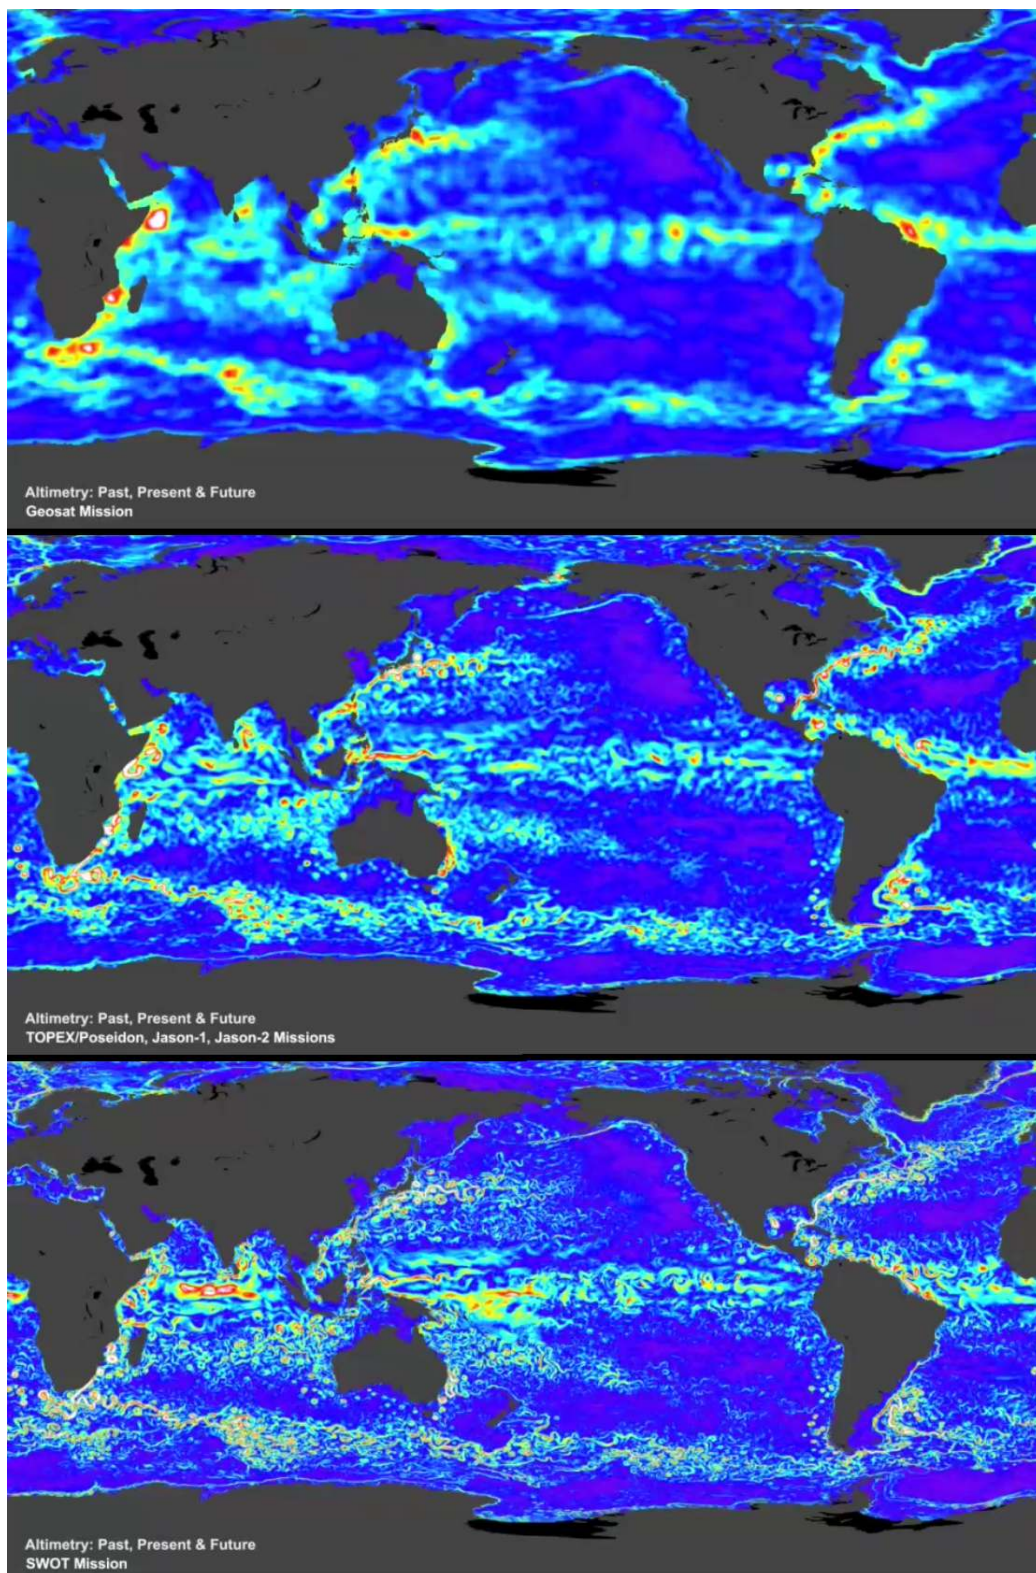 Altimetry: Past, Present & Future
Geosat Mission
Altimetry: Past, Present & Future
TOPEX/Poseidon, Jason-1, Jason-2 Missions
Altimetry: Past, Present & Future
SWOT Mission